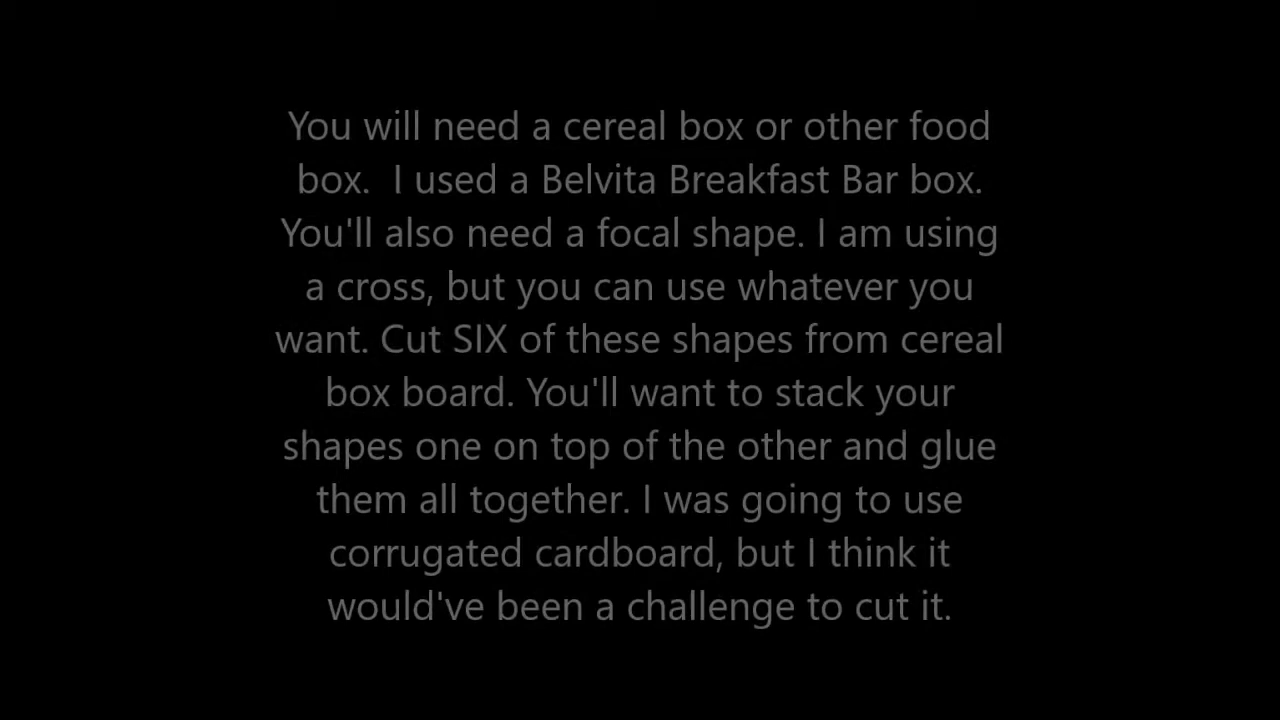 You will need a cereal box or other food
box.  I used a Belvita Breakfast Bar box.
You'll also need a focal shape. I am using
a cross, but you can use whatever you
want. Cut SIX of these shapes from cereal
box board. You'll want to stack your
shapes one on top of the other and glue
them all together. I was going to use
corrugated cardboard, but I think it
would've been a challenge to cut it.